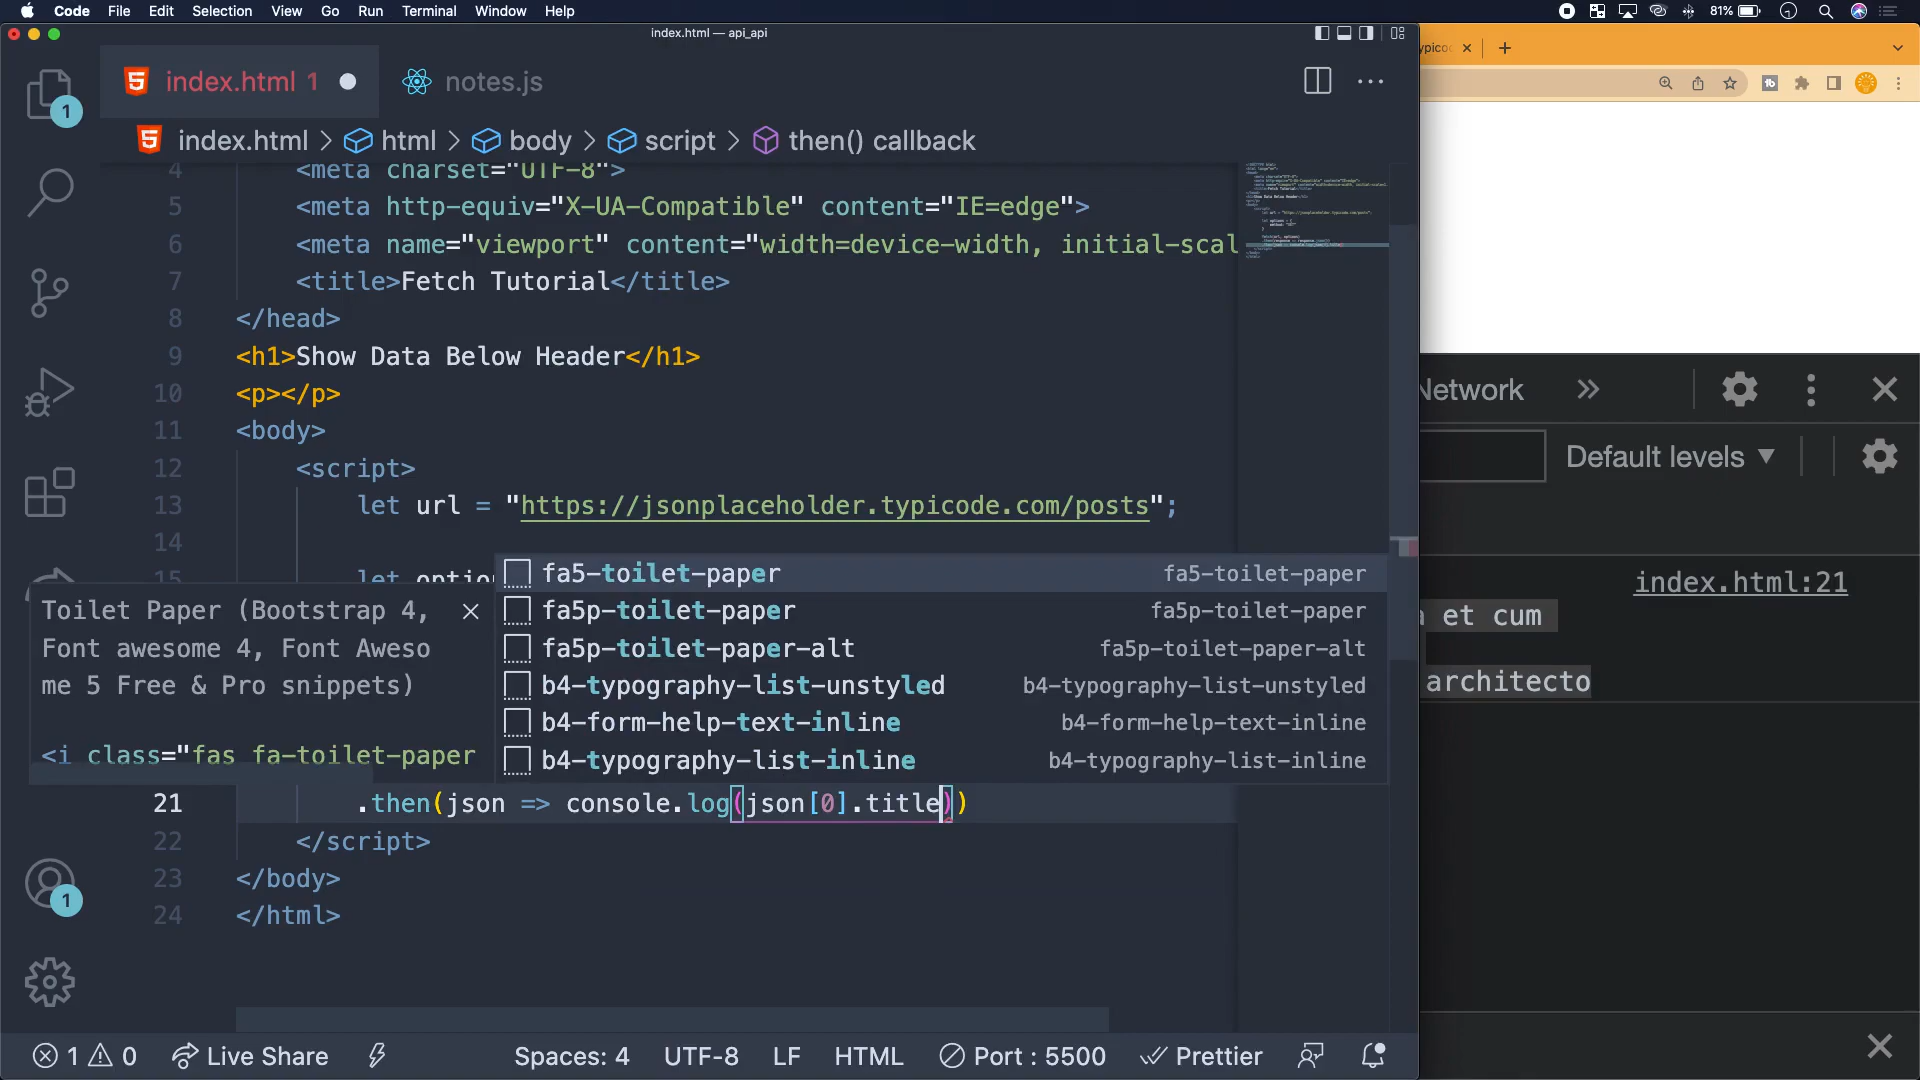 Code File Edit Selection View Go Run Terminal Window Help 81%
index.html — api_api
index.html 1 notes.js
index.html > html > body > script > then() callback
4 <meta charset="UTF-8">
5 <meta http-equiv="X-UA-Compatible" content="IE=edge">
6 <meta name="viewport" content="width=device-width, initial-scal
7 <title>Fetch Tutorial</title>
8 </head>
9 <h1>Show Data Below Header</h1>
10 <p></p>
11 <body>
12 <script>
13 let url = "https://jsonplaceholder.typicode.com/posts";
14
15 let option
Toilet Paper (Bootstrap 4,
Font awesome 4, Font Aweso
me 5 Free & Pro snippets)
<i class="fas fa-toilet-paper
fa5-toilet-paper fa5-toilet-paper
fa5p-toilet-paper fa5p-toilet-paper
fa5p-toilet-paper-alt fa5p-toilet-paper-alt
b4-typography-list-unstyled b4-typography-list-unstyled
b4-form-help-text-inline b4-form-help-text-inline
b4-typography-list-inline b4-typography-list-inline
21 .then(json => console.log(json[0].title))
22 </script>
23 </body>
24 </html>
1
1
1 0 Live Share Spaces: 4 UTF-8 LF HTML Port : 5500 Prettier
Network
Default levels
index.html:21
et cum
architecto